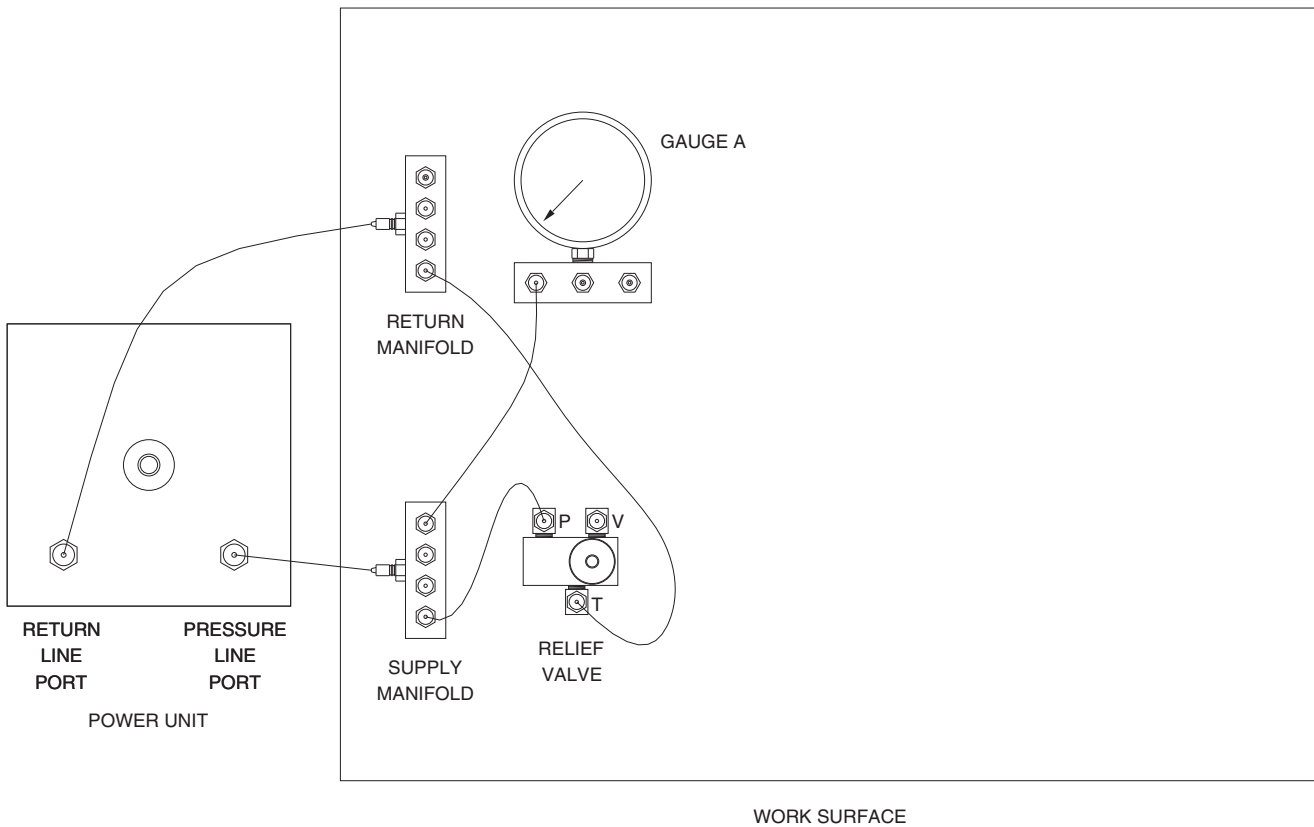 GAUGE A
RETURN
MANIFOLD
P
V
T
RETURN
LINE
PORT
PRESSURE
LINE
PORT
POWER UNIT
SUPPLY
MANIFOLD
RELIEF
VALVE
WORK SURFACE